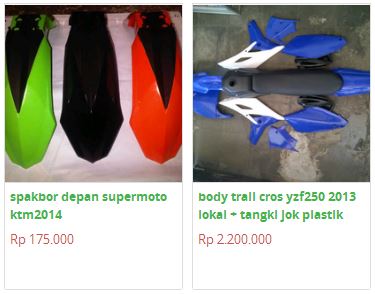 spakbor depan supermoto
ktm2014
Rp 175.000
body trail cros yzf250 2013
lokal + tangki jok plastik
Rp 2.200.000